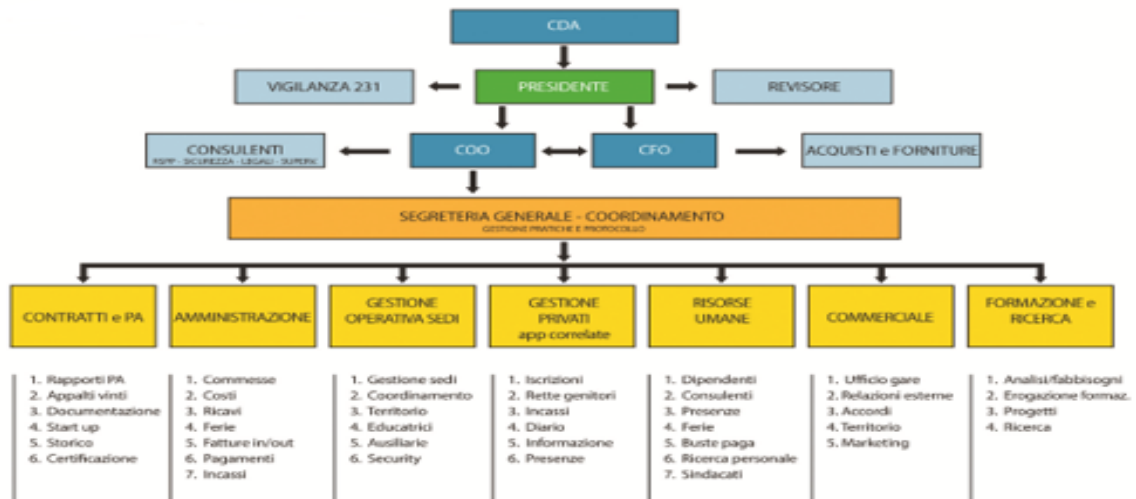 CDA
VIGILANZA 231
PRESIDENTE
REVISORE
CONSULENTI
RSPP - SICUREZZA - LEGALI - SUPERV.
COO
CFO
ACQUISTI e FORNITURE
SEGRETERIA GENERALE - COORDINAMENTO
GESTIONE PRATICHE E PROTOCOLLO
CONTRATTI e PA
AMMINISTRAZIONE
GESTIONE
OPERATIVA SEDI
GESTIONE
PRIVATI
app correlate
RISORSE
UMANE
COMMERCIALE
FORMAZIONE e
RICERCA
1. Rapporti PA
2. Appalti vinti
3. Documentazione
4. Start up
5. Storico
6. Certificazione
1. Commesse
2. Costi
3. Ricavi
4. Ferie
5. Fatture in/out
6. Pagamenti
7. Incassi
1. Gestione sedi
2. Coordinamento
3. Territorio
4. Educatrici
5. Ausiliarie
6. Security
1. Iscrizioni
2. Rette genitori
3. Incassi
4. Diario
5. Informazione
6. Presenze
1. Dipendenti
2. Consulenti
3. Presenze
4. Ferie
5. Buste paga
6. Ricerca personale
7. Sindacati
1. Ufficio gare
2. Relazioni esterne
3. Accordi
4. Territorio
5. Marketing
1. Analisi/fabbisogni
2. Erogazione formaz.
3. Progetti
4. Ricerca